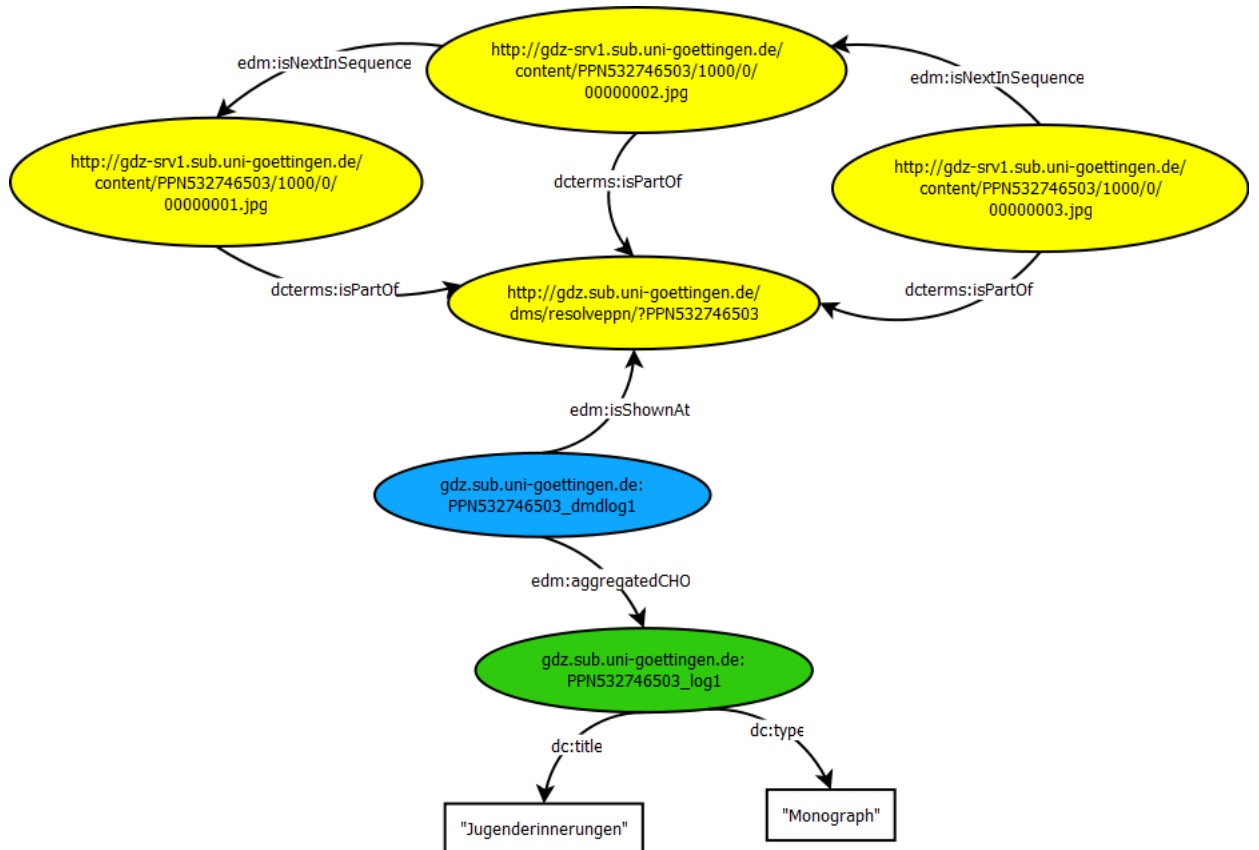 http://gdz-srv1.sub.uni-goettingen.de/
content/PPN532746503/1000/0/
00000002.jpg
edm:isNextInSequence
edm:isNextInSequence
http://gdz-srv1.sub.uni-goettingen.de/
content/PPN532746503/1000/0/
00000001.jpg
http://gdz-srv1.sub.uni-goettingen.de/
content/PPN532746503/1000/0/
00000003.jpg
dcterms:isPartOf
dcterms:isPartOf
dcterms:isPartOf
http://gdz.sub.uni-goettingen.de/
dms/resolveppn/?PPN532746503
edm:isShownAt
gdz.sub.uni-goettingen.de:
PPN532746503_dmdlog1
edm:aggregatedCHO
gdz.sub.uni-goettingen.de:
PPN532746503_log1
dc:title
dc:type
"Jugenderinnerungen"
"Monograph"